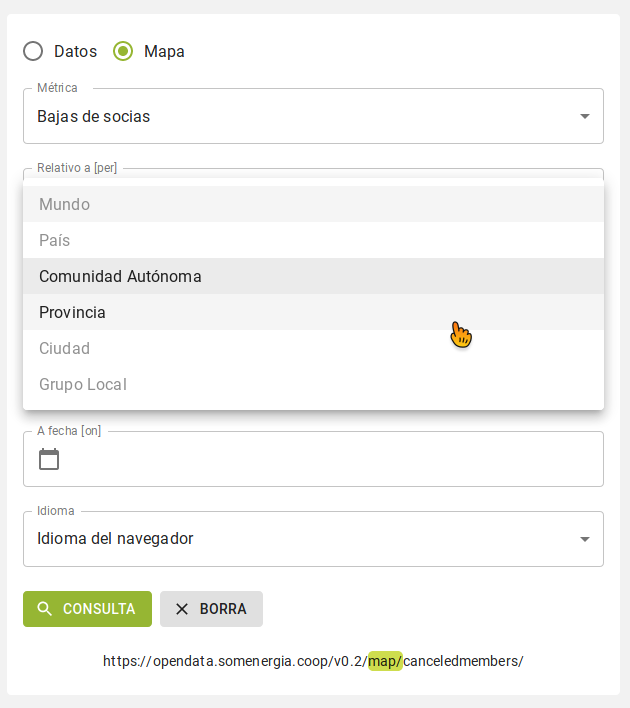 Datos Mapa
Métrica
Bajas de socias
Relativo a [per]
Mundo
País
Comunidad Autónoma
Provincia
Ciudad
Grupo Local
A fecha [on]
Idioma
Idioma del navegador
CONSULTA BORRA
https://opendata.somenergia.coop/v0.2/map/canceledmembers/